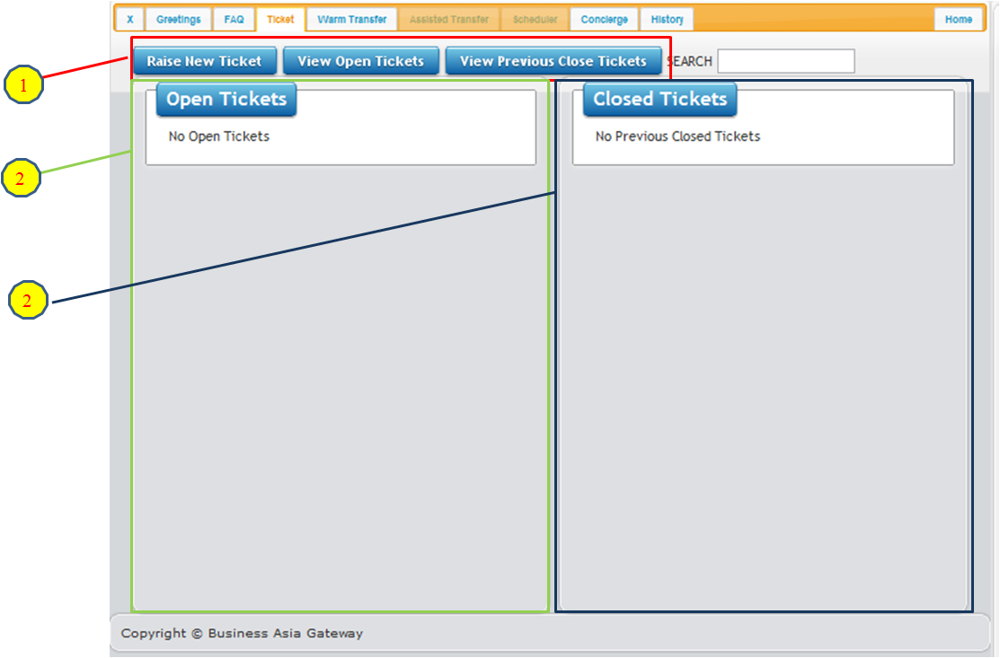 X Greetings FAQ Ticket Warm Transfer Assisted Transfer Scheduler Concierge History Home
Raise New Ticket View Open Tickets View Previous Close Tickets SEARCH
1
Open Tickets Closed Tickets
No Open Tickets No Previous Closed Tickets
2
2
Copyright © Business Asia Gateway